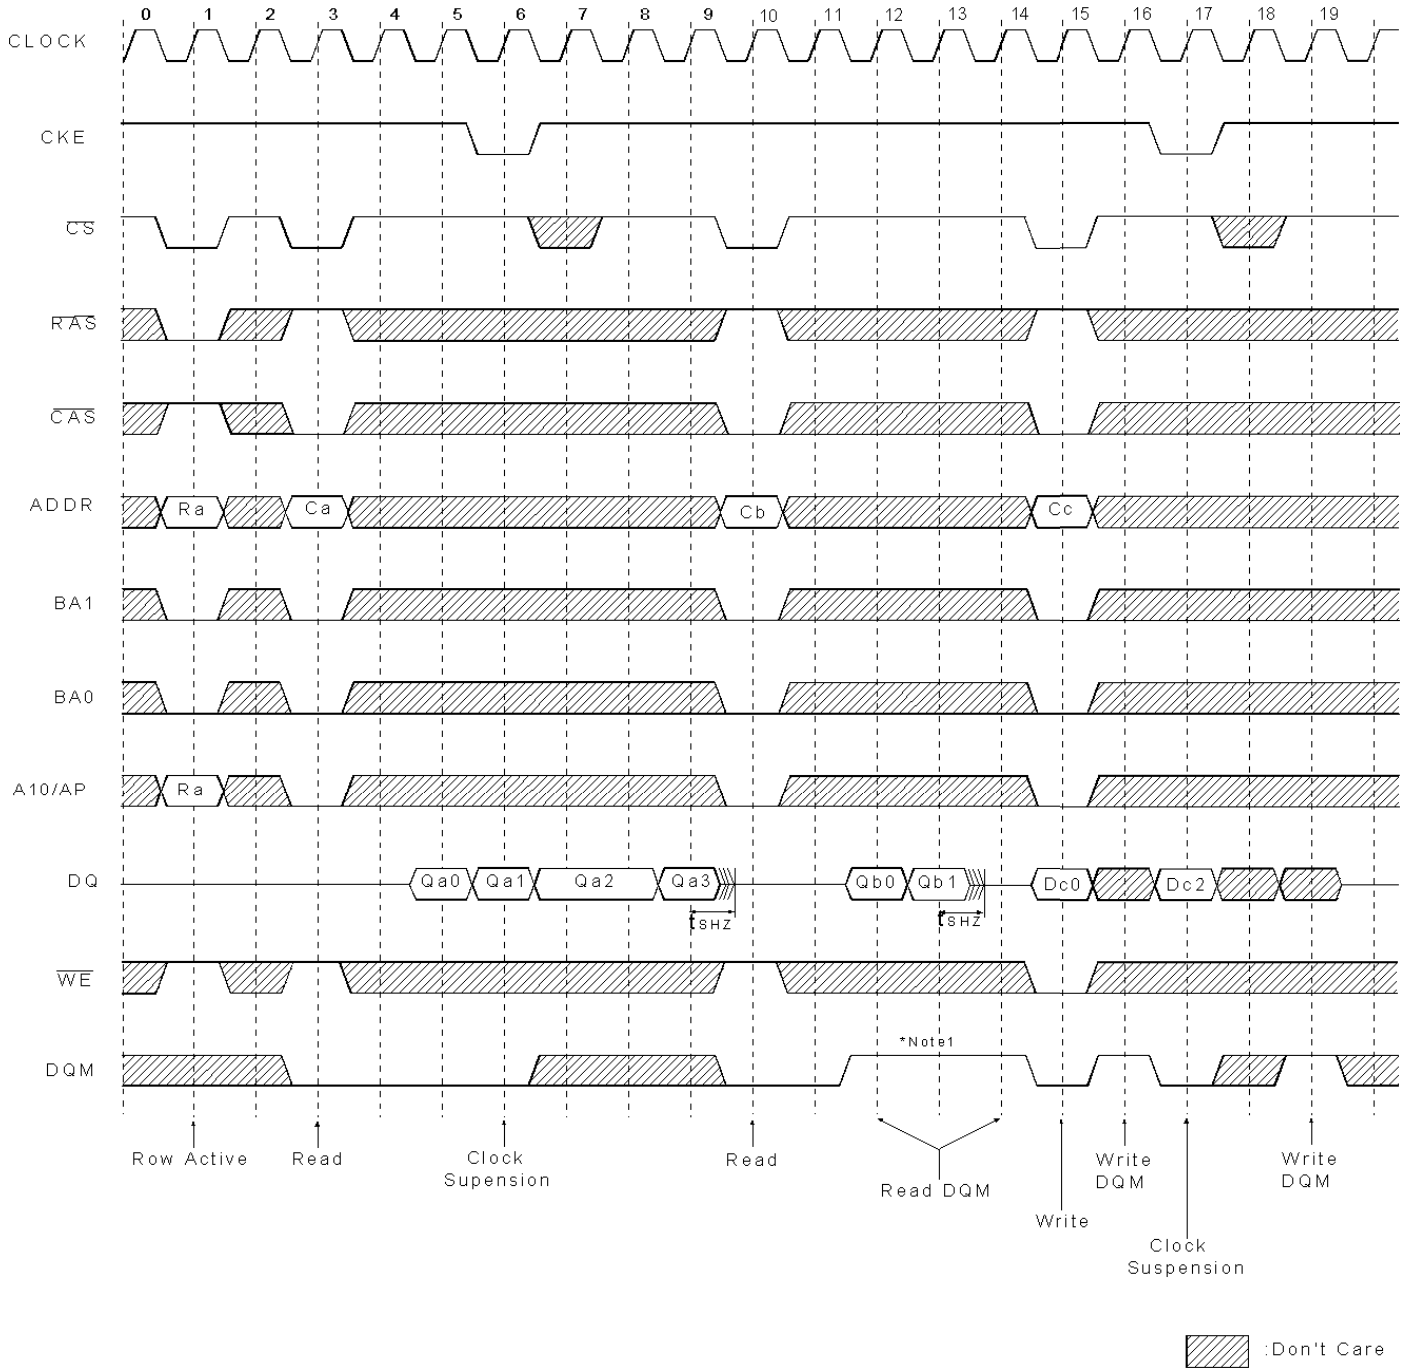 0 1 2 3 4 5 6 7 8 9 10 11 12 13 14 15 16 17 18 19
CLOCK
CKE
CS
RAS
CAS
ADDR Ra Ca Cb Cc
BA1
BA0
A10/AP Ra
DQ Qa0 Qa1 Qa2 Qa3 Qb0 Qb1 Dc0 Dc2
tSHZ tSHZ
WE
*Note1
DQM
Row Active Read Clock Read Write Write
Supension DQM DQM
Read DQM
Write
Clock
Suspension
:Don't Care